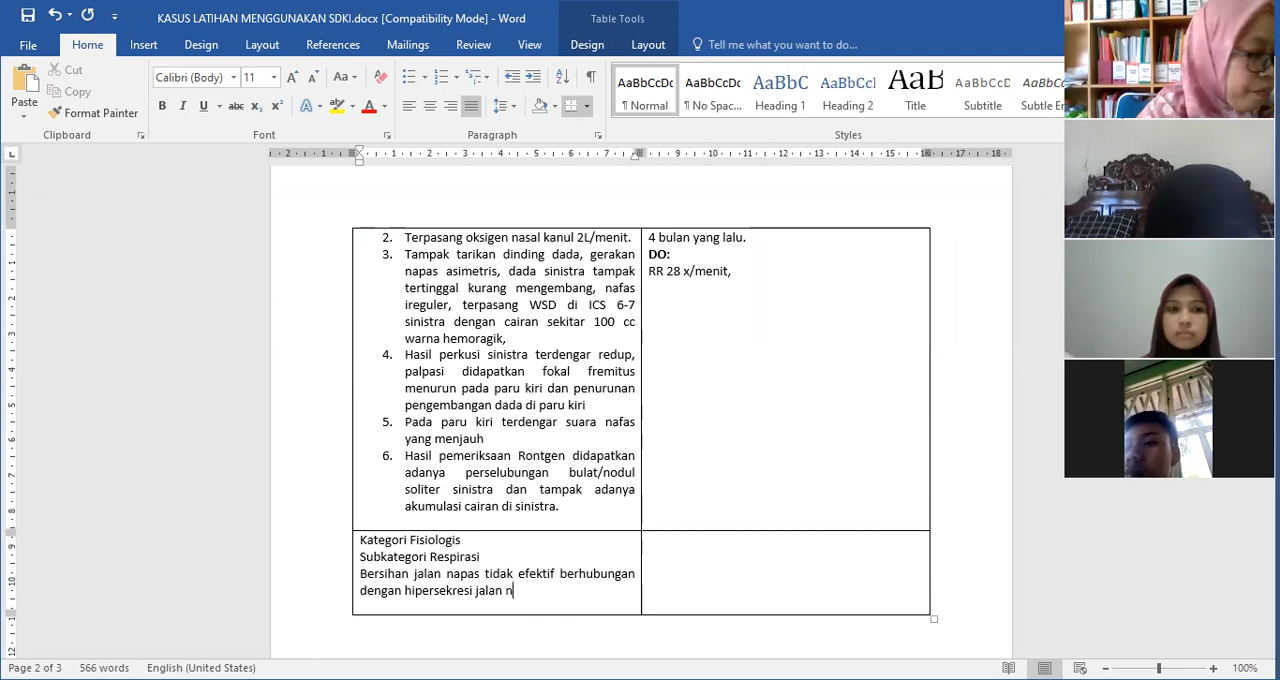 KASUS LATIHAN MENGGUNAKAN SDKI.docx [Compatibility Mode] - Word
Table Tools
File
Home
Insert
Design
Layout
References
Mailings
Review
View
Design
Layout
Tell me what you want to do...
Paste
Cut
Copy
Format Painter
Clipboard
Calibri (Body)
11
Font
Paragraph
AaBbCcDc
¶ Normal
AaBbCcDc
¶ No Spac...
AaBbC
Heading 1
AaBbCcI
Heading 2
AaB
Title
AaBbCcD
Subtitle
AaBbCc
Subtle En
Styles
2. Terpasang oksigen nasal kanul 2L/menit.
3. Tampak tarikan dinding dada, gerakan
napas asimetris, dada sinistra tampak
tertinggal kurang mengembang, nafas
ireguler, terpasang WSD di ICS 6-7
sinistra dengan cairan sekitar 100 cc
warna hemoragik,
4. Hasil perkusi sinistra terdengar redup,
palpasi didapatkan fokal fremitus
menurun pada paru kiri dan penurunan
pengembangan dada di paru kiri
5. Pada paru kiri terdengar suara nafas
yang menjauh
6. Hasil pemeriksaan Rontgen didapatkan
adanya perselubungan bulat/nodul
soliter sinistra dan tampak adanya
akumulasi cairan di sinistra.
4 bulan yang lalu.
DO:
RR 28 x/menit,
Kategori Fisiologis
Subkategori Respirasi
Bersihan jalan napas tidak efektif berhubungan
dengan hipersekresi jalan n
Page 2 of 3
566 words
English (United States)
100%